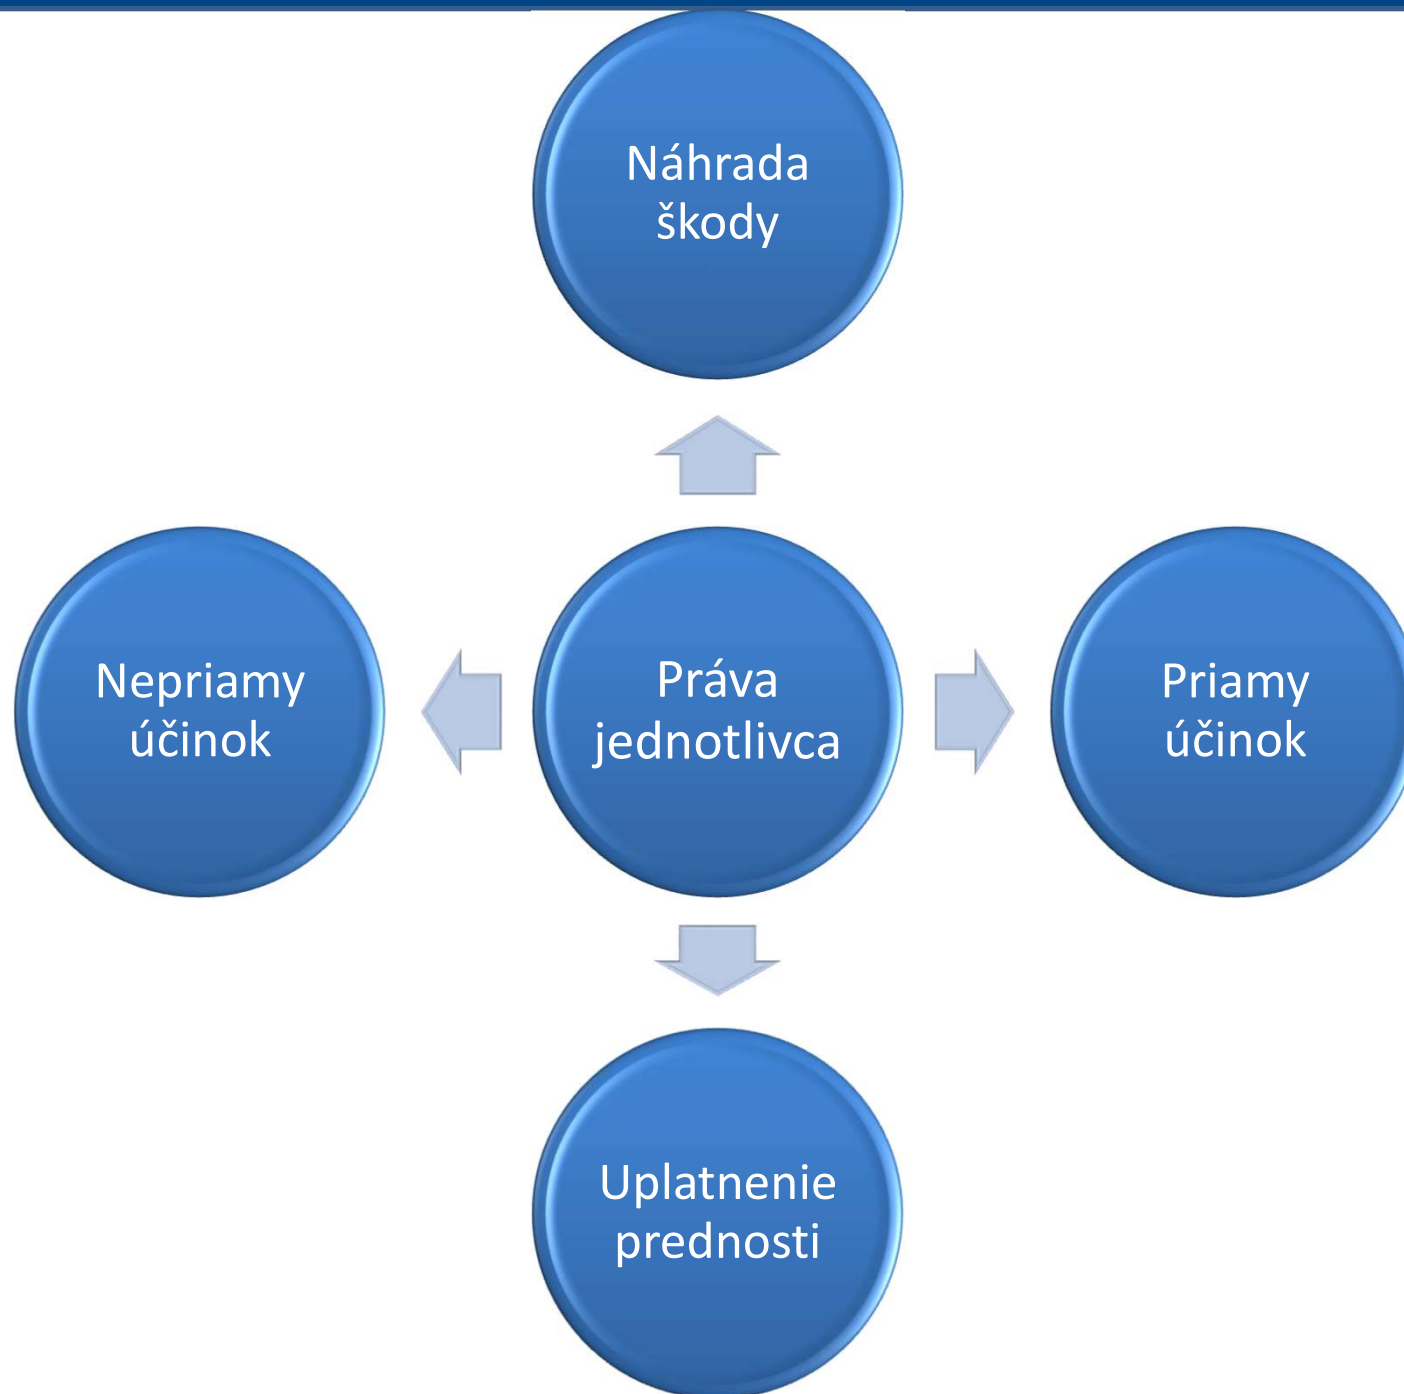 Náhrada
škody
Nepriamy
účinok
Práva
jednotlivca
Priamy
účinok
Uplatnenie
prednosti